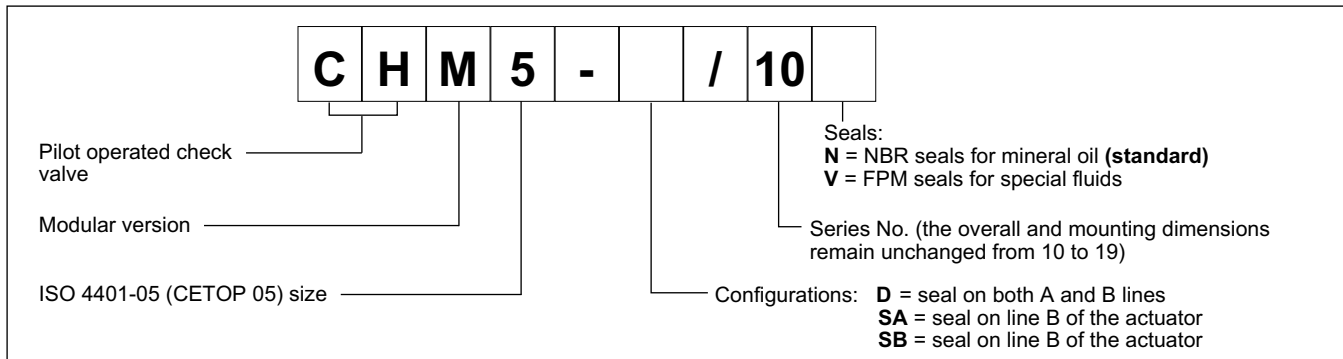 C H M 5 - / 10
Pilot operated check
valve
Modular version
ISO 4401-05 (CETOP 05) size
Seals:
N = NBR seals for mineral oil (standard)
V = FPM seals for special fluids
Series No. (the overall and mounting dimensions
remain unchanged from 10 to 19)
Configurations: D = seal on both A and B lines
SA = seal on line B of the actuator
SB = seal on line B of the actuator